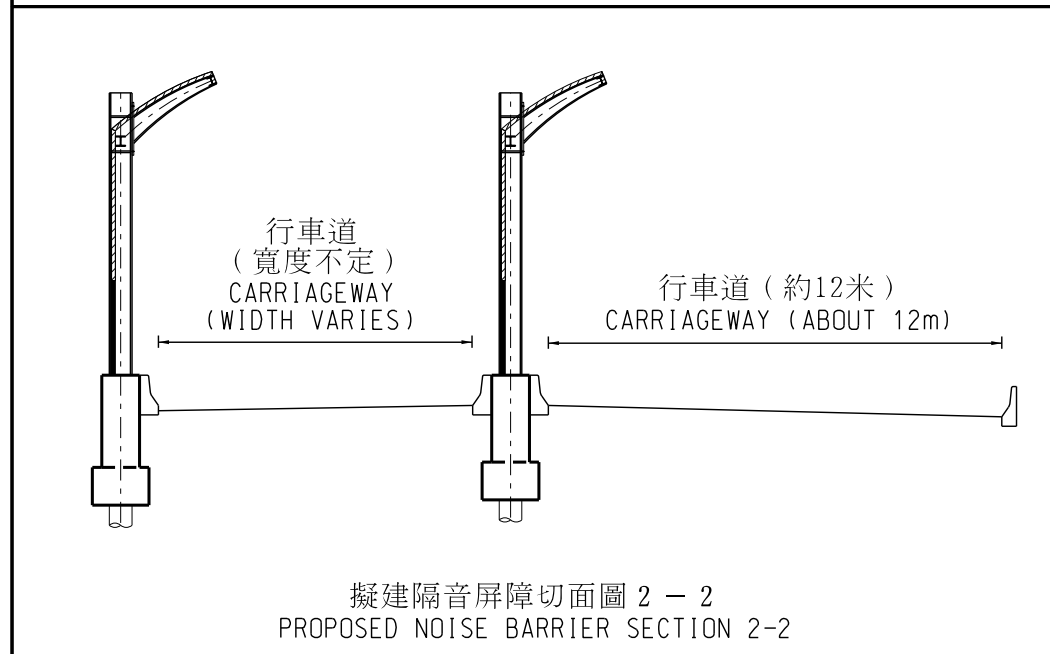 行車道
(寬度不定)
CARRIAGEWAY
(WIDTH VARIES)
行車道(約12米)
CARRIAGEWAY (ABOUT 12m)
擬建隔音屏障切面圖 2 - 2
PROPOSED NOISE BARRIER SECTION 2-2